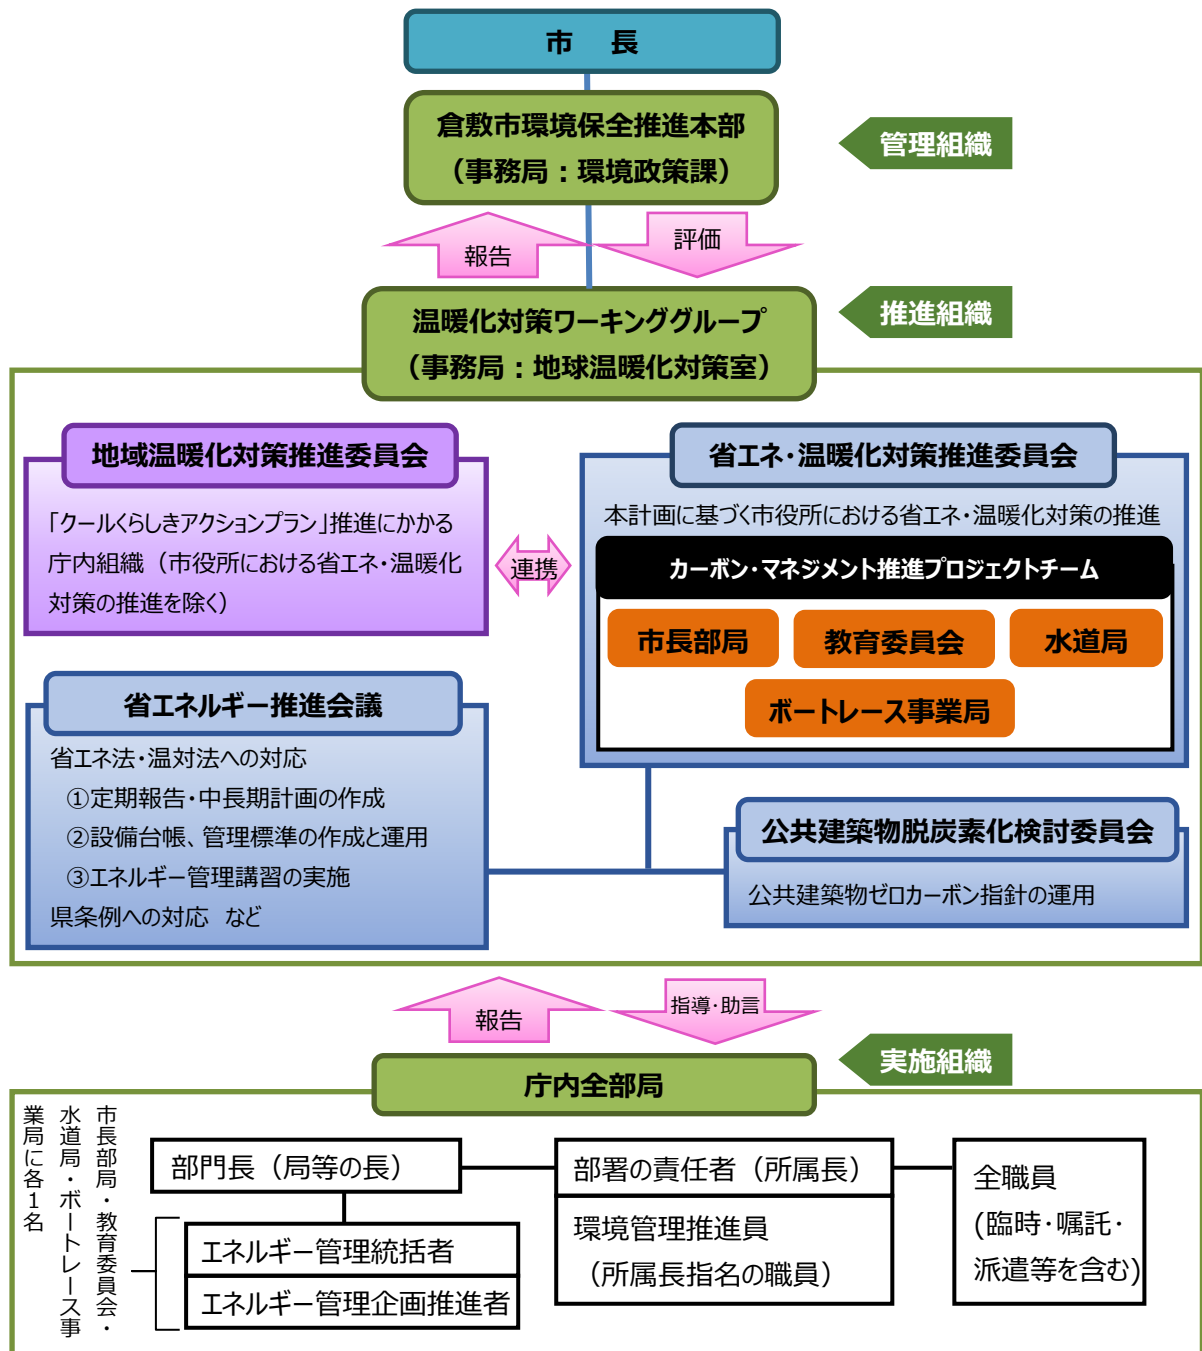 市　長
倉敷市環境保全推進本部
（事務局：環境政策課）
管理組織
報告
評価
温暖化対策ワーキンググループ
（事務局：地球温暖化対策室）
推進組織
地域温暖化対策推進委員会
「クールくらしきアクションプラン」推進にかかる
庁内組織（市役所における省エネ・温暖化
対策の推進を除く）
連携
省エネ・温暖化対策推進委員会
本計画に基づく市役所における省エネ・温暖化対策の推進
カーボン・マネジメント推進プロジェクトチーム
市長部局
教育委員会
水道局
ボートレース事業局
省エネルギー推進会議
省エネ法・温対法への対応
①定期報告・中長期計画の作成
②設備台帳、管理標準の作成と運用
③エネルギー管理講習の実施
県条例への対応　など
公共建築物脱炭素化検討委員会
公共建築物ゼロカーボン指針の運用
報告
指導・助言
実施組織
庁内全部局
市長部局・教育委員会・
水道局・ボートレース事
業局に各1名
部門長（局等の長）
エネルギー管理統括者
エネルギー管理企画推進者
部署の責任者（所属長）
環境管理推進員
（所属長指名の職員）
全職員
(臨時・嘱託・
派遣等を含む)